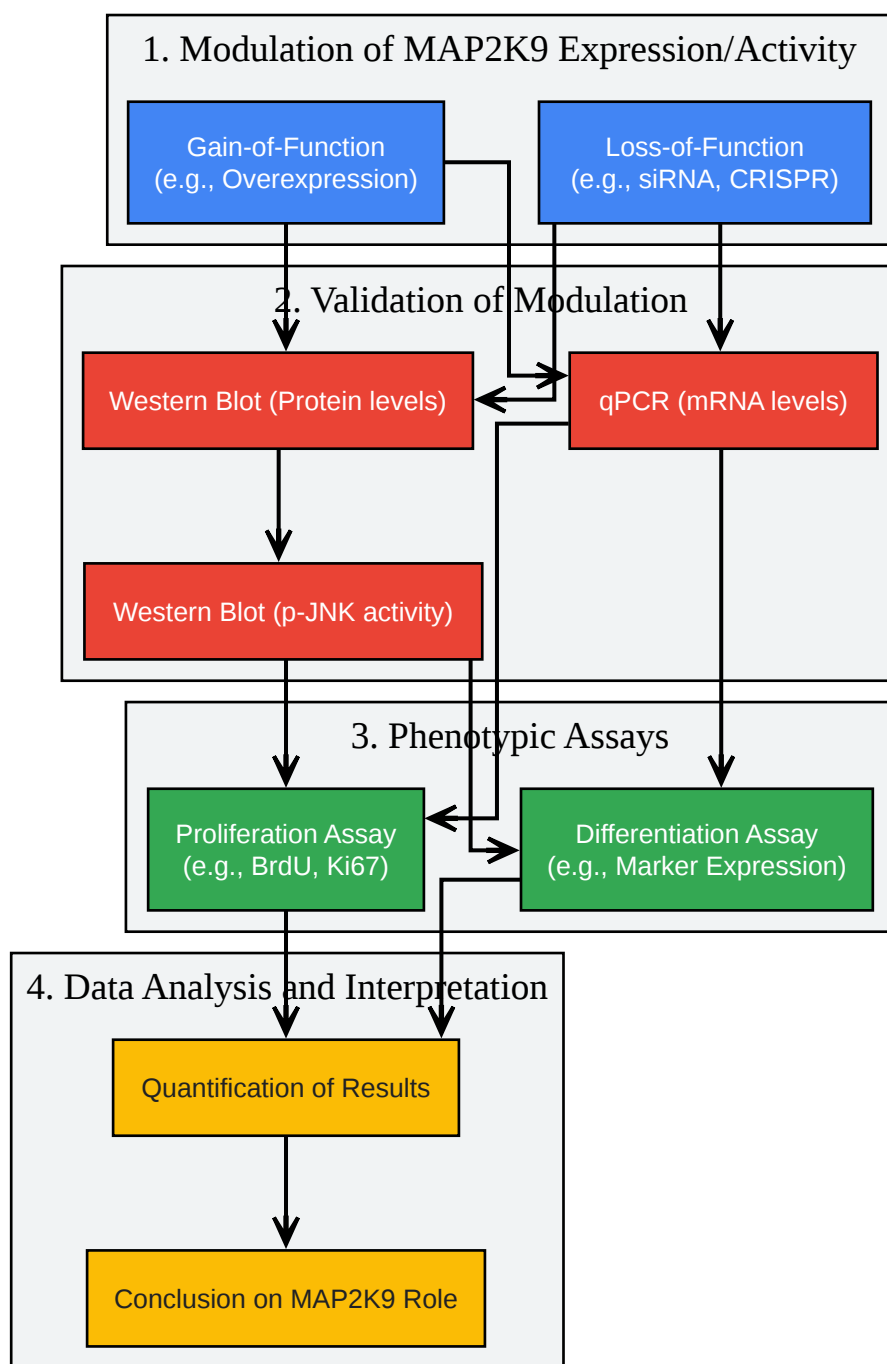 1. Modulation of MAP2K9 Expression/Activity
Gain-of-Function
(e.g., Overexpression)
Loss-of-Function
(e.g., siRNA, CRISPR)
2. Validation of Modulation
Western Blot (Protein levels)
qPCR (mRNA levels)
Western Blot (p-JNK activity)
3. Phenotypic Assays
Proliferation Assay
(e.g., BrdU, Ki67)
Differentiation Assay
(e.g., Marker Expression)
4. Data Analysis and Interpretation
Quantification of Results
Conclusion on MAP2K9 Role